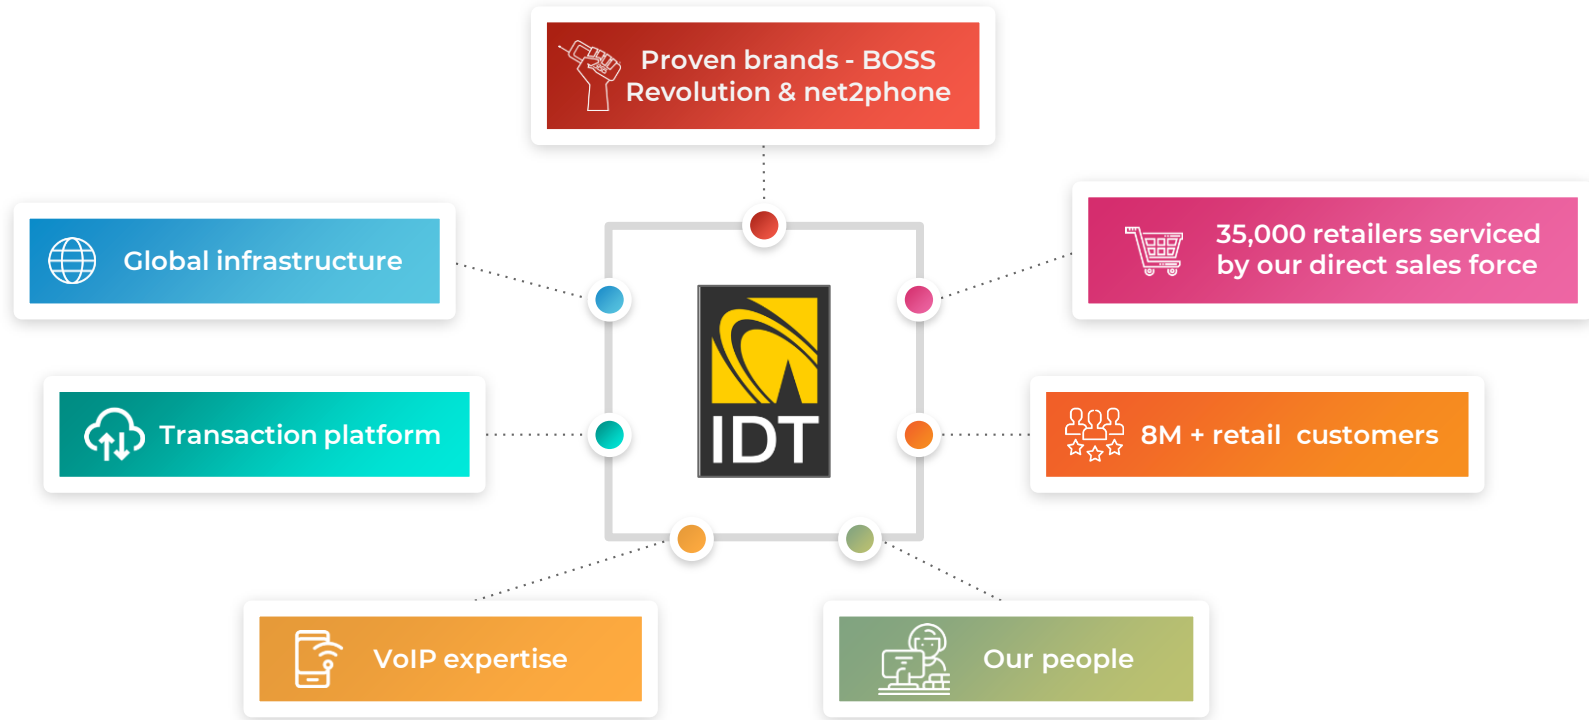 Proven brands - BOSS
Revolution & net2phone
Global infrastructure
35,000 retailers serviced
by our direct sales force
IDT
Transaction platform
8M + retail  customers
VoIP expertise
Our people